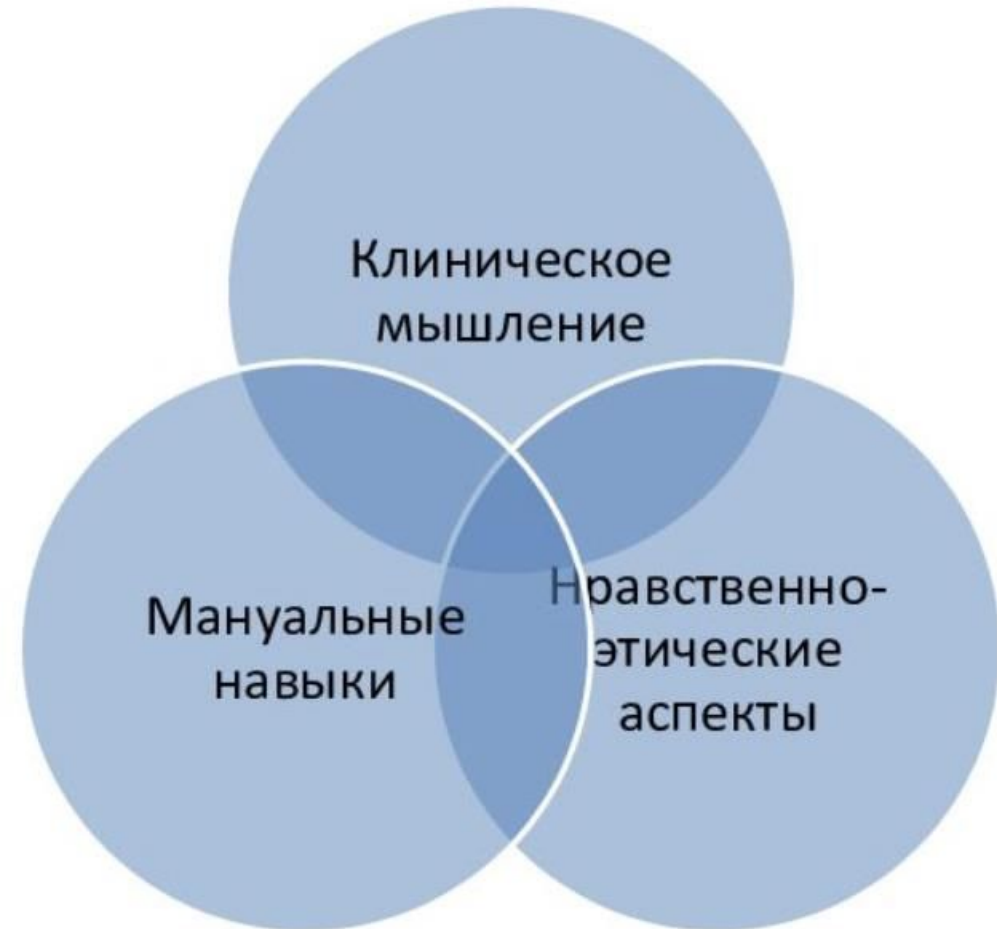 Клиническое
мышление
Мануальные
навыки
Нравственно-
этические
аспекты